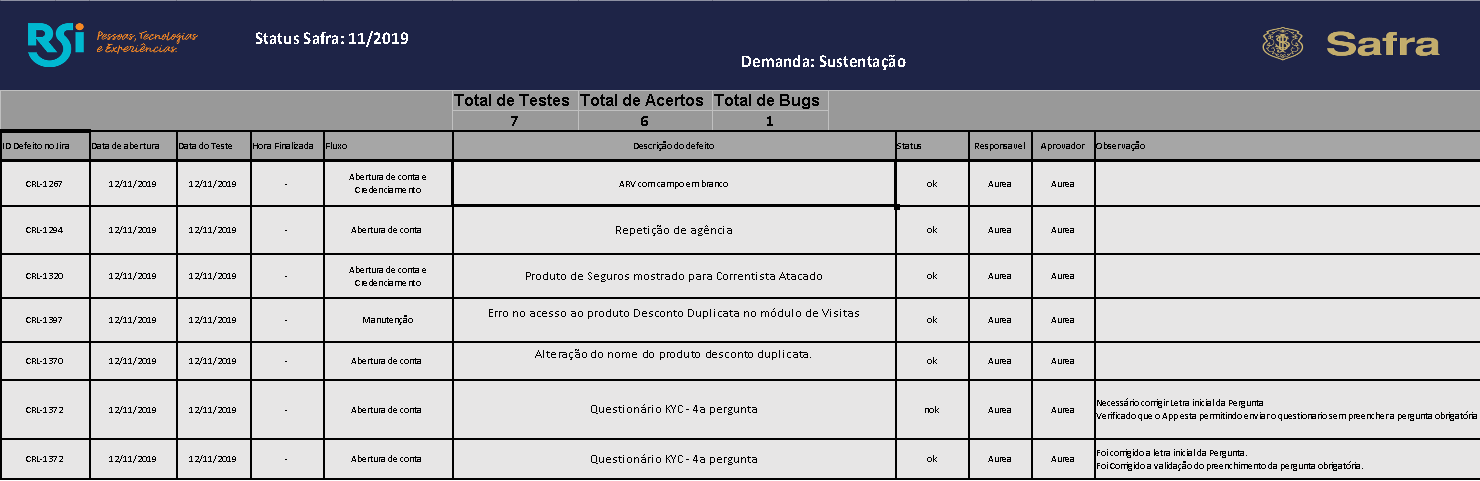 RSi
Pessoas, Tecnologias
e Experiências.
Status Safra: 11/2019
Demanda: Sustentação
Safra
Total de Testes Total de Acertos Total de Bugs
7 6 1
ID Defeito no Jira Data de abertura Data do Teste Hora Finalizada Fluxo Descrição do defeito Status Responsavel Aprovador Observação
CRL-1267 12/11/2019 12/11/2019 - Abertura de conta e
Credenciamento ARV com campo em branco ok Aurea Aurea
CRL-1294 12/11/2019 12/11/2019 - Abertura de conta Repetição de agência ok Aurea Aurea
CRL-1320 12/11/2019 12/11/2019 - Abertura de conta e
Credenciamento Produto de Seguros mostrado para Correntista Atacado ok Aurea Aurea
CRL-1397 12/11/2019 12/11/2019 - Manutenção Erro no acesso ao produto Desconto Duplicata no módulo de Visitas ok Aurea Aurea
CRL-1370 12/11/2019 12/11/2019 - Abertura de conta Alteração do nome do produto desconto duplicata. ok Aurea Aurea
CRL-1372 12/11/2019 12/11/2019 - Abertura de conta Questionário KYC - 4a pergunta nok Aurea Aurea Necessário corrigir Letra inicial da Pergunta
Verificado que o App esta permitindo enviar o questionario sem preencher a pergunta obrigatória
CRL-1372 12/11/2019 12/11/2019 - Abertura de conta Questionário KYC - 4a pergunta ok Aurea Aurea Foi corrigido a letra inicial da Pergunta.
Foi Corrigido a validação do preenchimento da pergunta obrigatória.